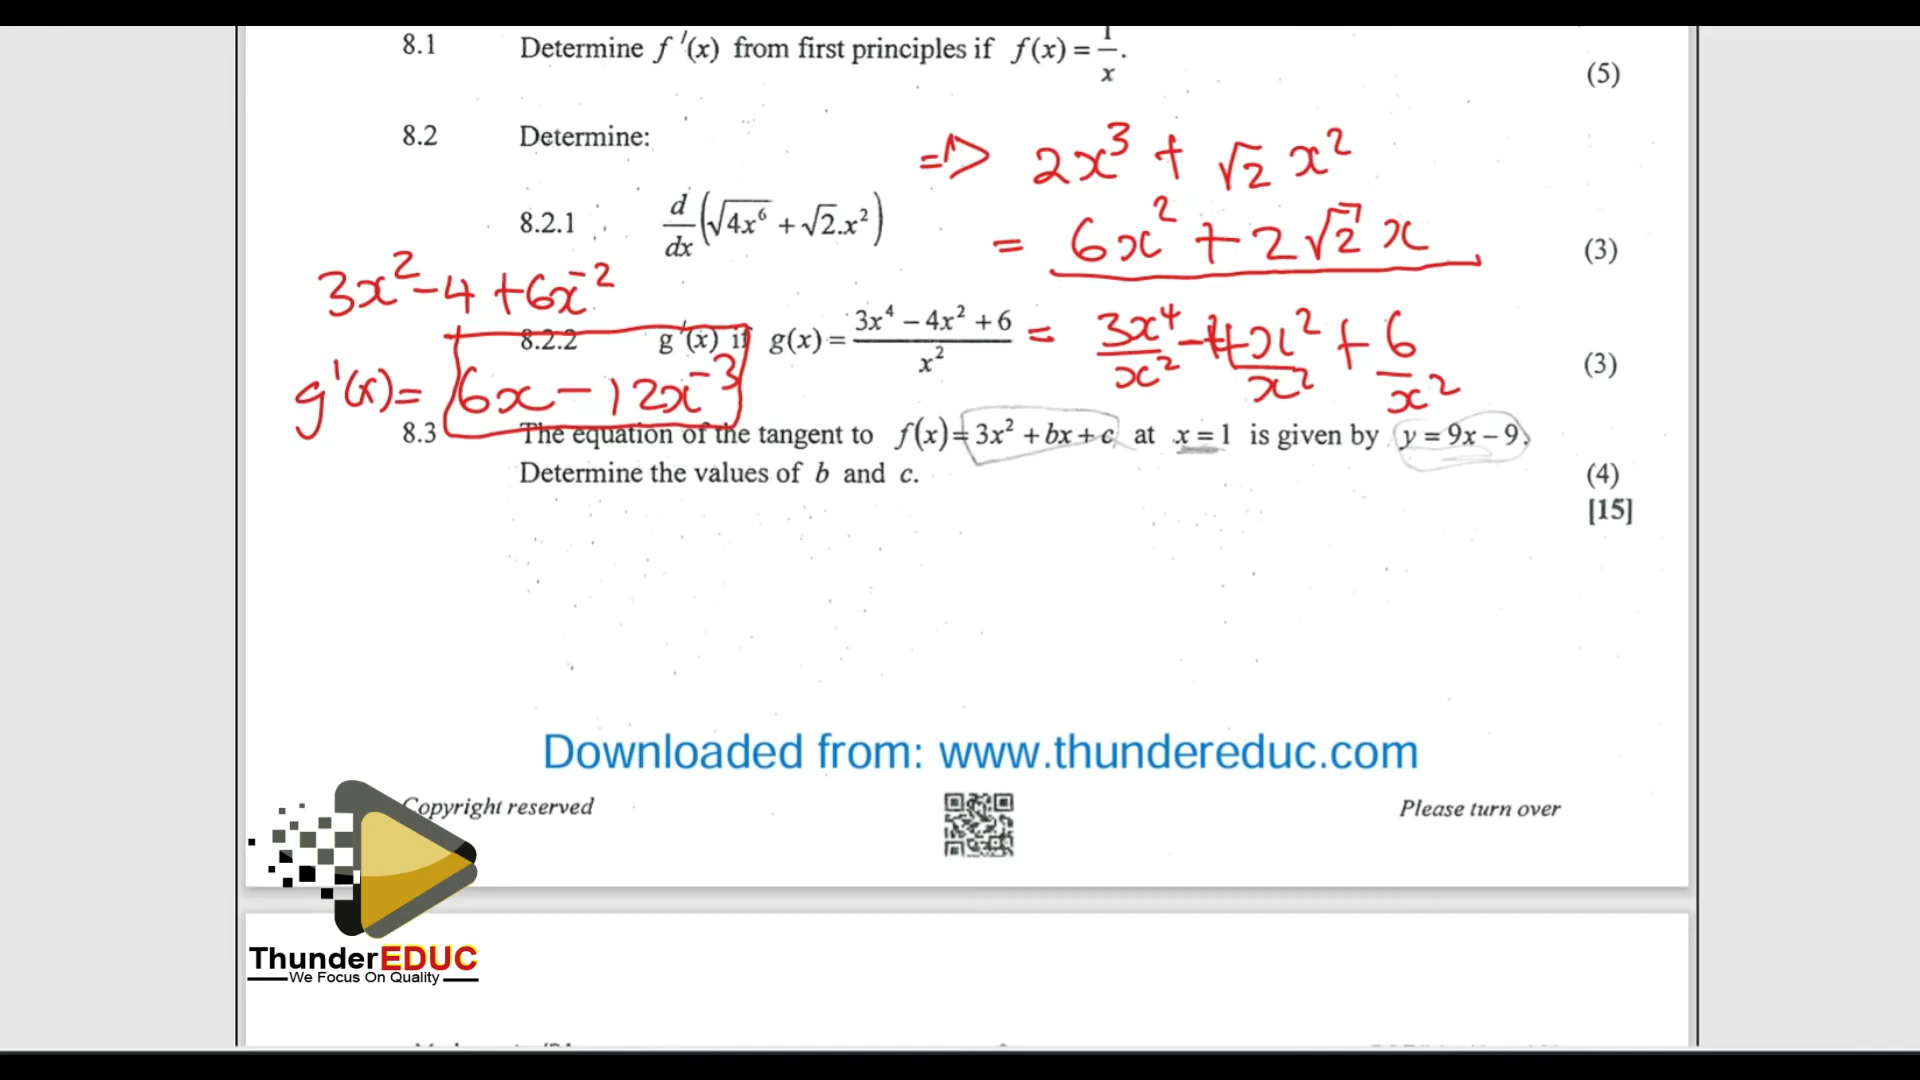 8.1 Determine f '(x) from first principles if f(x) = 1/x. (5)
8.2 Determine:
=> 2x³ + √2 x²
8.2.1 d/dx (√4x⁶ + √2.x²) (3)
= 6x² + 2√2 x
3x² - 4 + 6x⁻²
8.2.2 g '(x) if g(x) = (3x⁴ − 4x² + 6)/x² (3)
= 3x⁴/x² - 4x²/x² + 6/x²
g'(x) = 6x - 12x⁻³
8.3 The equation of the tangent to f(x) = 3x² + bx + c at x = 1 is given by y = 9x − 9.
Determine the values of b and c. (4)
[15]
Downloaded from: www.thundereduc.com
Copyright reserved
Please turn over
ThunderEDUC
We Focus On Quality